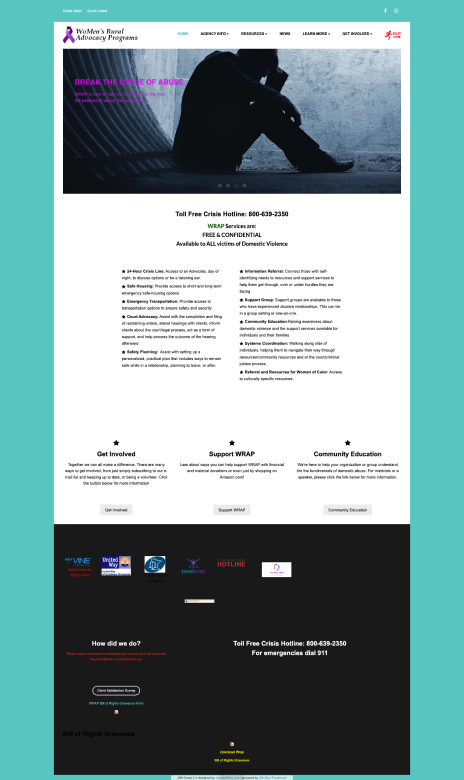 WoMen's Rural
Advocacy Programs
HOME
AGENCY INFO
RESOURCES
NEWS
LEARN MORE
GET INVOLVED
EXIT
BREAK THE CYCLE OF ABUSE
Toll Free Crisis Hotline: 800-639-2350
WRAP Services are:
FREE & CONFIDENTIAL
Available to ALL victims of Domestic Violence
24-Hour Crisis Line: Access to an Advocate, day or
night, to discuss options or be a listening ear.
Safe Housing: Provide access to short and long-term
emergency safe-housing options
Emergency Transportation: Provide access to
transportation options to ensure safety and security
Court Advocacy: Assist with the completion and filing
of restraining orders, attend hearings with clients, inform
clients about the court/legal process, act as a form of
support, and help process the outcome of the hearing
afterward
Safety Planning: Assist with setting up a
personalized, practical plan that includes ways to remain
safe while in a relationship, planning to leave, or after.
Information Referral: Connect those with self-
identifying needs to resources and support services to
help them get through, over or under hurdles they are
facing
Support Group: Support groups are available to those
who have experienced abusive relationships. This can be
in a group setting or one-on-one.
Community Education: Raising awareness about
domestic violence and the support services available for
individuals and their families.
Systems Coordination: Walking along side of
individuals, helping them to navigate their way through
resources/community resources and or the court/criminal
justice process.
Referral and Resources for Women of Color: Access
to culturally specific resources.
Get Involved
Together we can all make a difference. There are many
ways to get involved, from just simply subscribing to our e-
mail list and keeping up to date, or being a volunteer. Click
the button below for more information
Get Involved
Support WRAP
Lear about ways you can help support WRAP with financial
and material donations or even just by shopping on
Amazon.com!
Support WRAP
Community Education
We're here to help your organization or group understand
the the fundimentals of domestic abuse. For materials or a
speaker, please click the link below for more information.
Community Education
VINE
United
Way
HOTLINE
How did we do?
Client Satisfaction Survey
WRAP Bill of Rights Grievance Form
Toll Free Crisis Hotline: 800-639-2350
For emergencies dial 911
Bill of Rights Grievance
Download Wrap
Bill of Rights Grievance